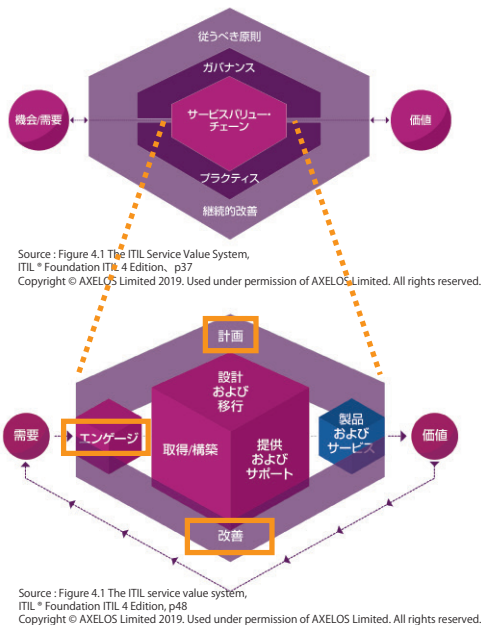 従うべき原則
ガバナンス
機会/需要
サービスバリュー・
チェーン
価値
プラクティス
継続的改善
Source : Figure 4.1 The ITIL Service Value System,
ITIL ® Foundation ITIL 4 Edition、p37
Copyright © AXELOS Limited 2019. Used under permission of AXELOS Limited. All rights reserved.
計画
設計
および
移行
需要
エンゲージ
取得/構築
提供
および
サポート
製品
および
サービス
価値
改善
Source : Figure 4.1 The ITIL service value system,
ITIL ® Foundation ITIL 4 Edition, p48
Copyright © AXELOS Limited 2019. Used under permission of AXELOS Limited. All rights reserved.